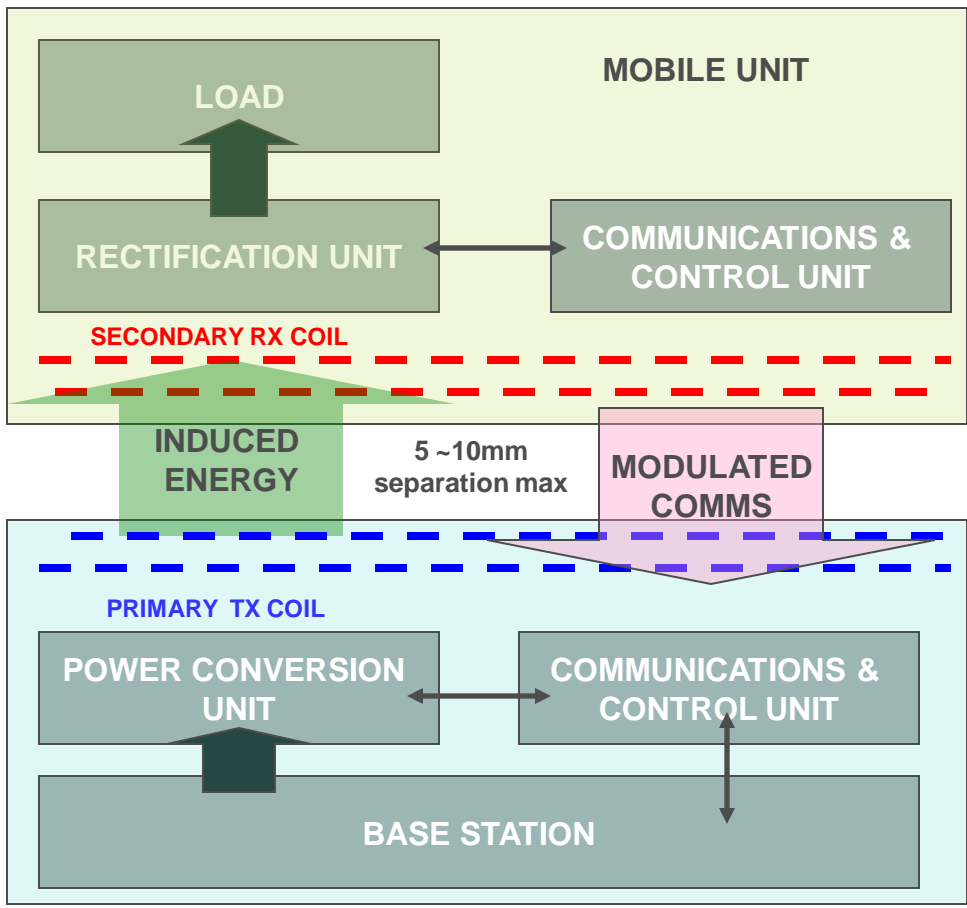 MOBILE UNIT
LOAD
RECTIFICATION UNIT
COMMUNICATIONS &
CONTROL UNIT
SECONDARY RX COIL
INDUCED
ENERGY
5 ~10mm
separation max
MODULATED
COMMS
PRIMARY TX COIL
POWER CONVERSION
UNIT
COMMUNICATIONS &
CONTROL UNIT
BASE STATION